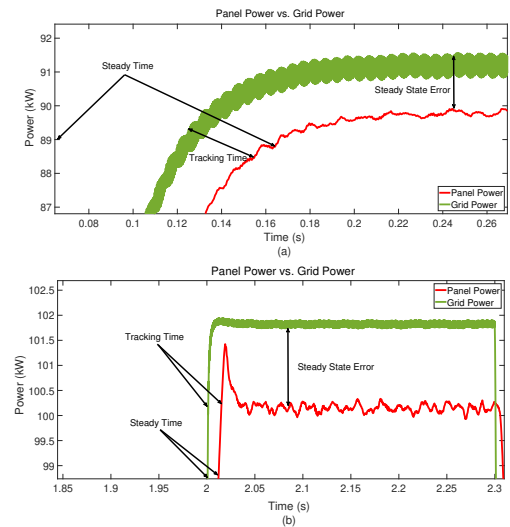 Panel Power vs. Grid Power
92
91
90
89
88
87
Power (kW)
Steady Time
Steady State Error
Tracking Time
Panel Power
Grid Power
0.08
0.1
0.12
0.14
0.16
0.18
0.2
0.22
0.24
0.26
Time (s)
(a)
Panel Power vs. Grid Power
102.5
102
101.5
101
100.5
100
99.5
99
Power (kW)
Panel Power
Grid Power
Tracking Time
Steady State Error
Steady Time
1.85
1.9
1.95
2
2.05
2.1
2.15
2.2
2.25
2.3
Time (s)
(b)